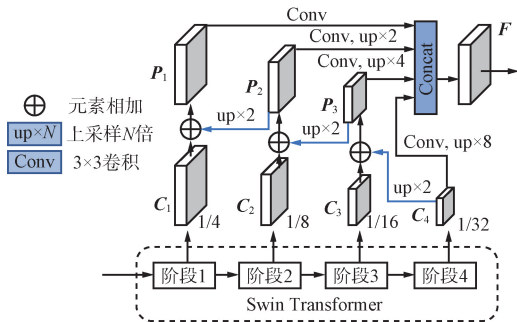 Conv
Conv, up×2
Conv, up×4
Concat
F
P1
P2
P3
元素相加
up×N 上采样N倍
Conv 3×3卷积
up×2
up×2
up×2
Conv, up×8
C1 1/4
C2 1/8
C3 1/16
C4 1/32
阶段1 阶段2 阶段3 阶段4
Swin Transformer